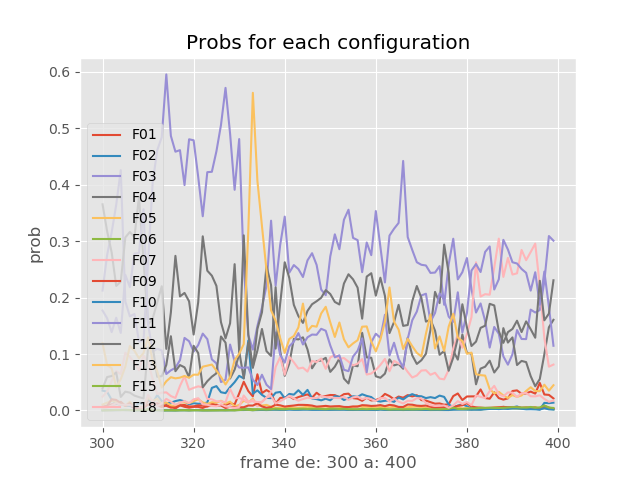 Probs for each configuration
prob
0.6
0.5
0.4
0.3
0.2
0.1
0.0
F01
F02
F03
F04
F05
F06
F07
F09
F10
F11
F12
F13
F15
F18
300 320 340 360 380 400
frame de: 300 a: 400